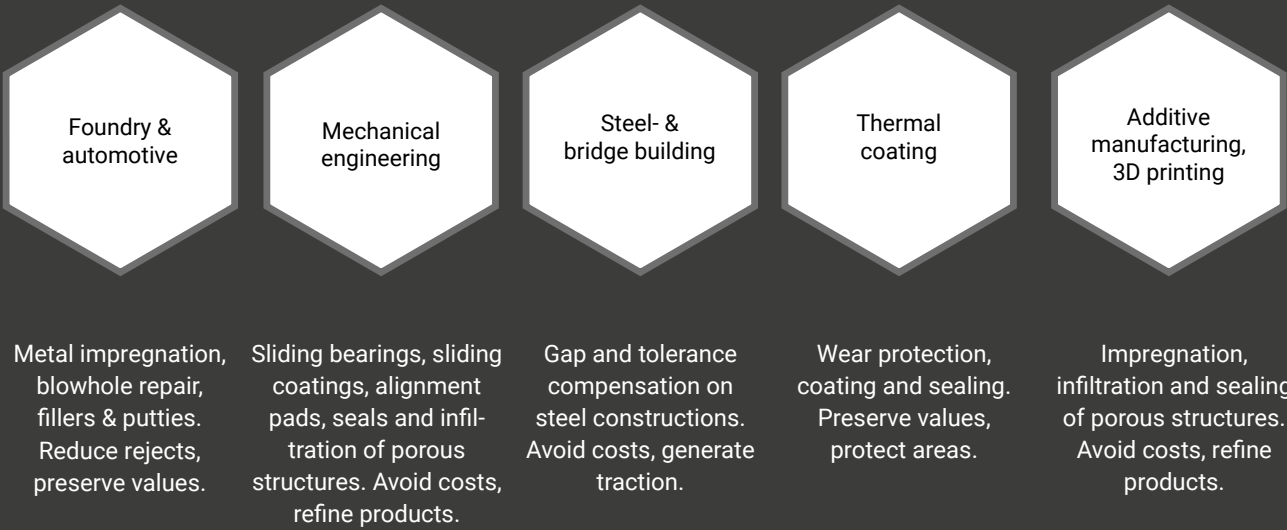 Foundry &
automotive
Mechanical
engineering
Steel- &
bridge building
Thermal
coating
Additive
manufacturing,
3D printing
Metal impregnation,
blowhole repair,
fillers & putties.
Reduce rejects,
preserve values.
Sliding bearings, sliding
coatings, alignment
pads, seals and infil-
tration of porous
structures. Avoid costs,
refine products.
Gap and tolerance
compensation on
steel constructions.
Avoid costs, generate
traction.
Wear protection,
coating and sealing.
Preserve values,
protect areas.
Impregnation,
infiltration and sealing
of porous structures.
Avoid costs, refine
products.